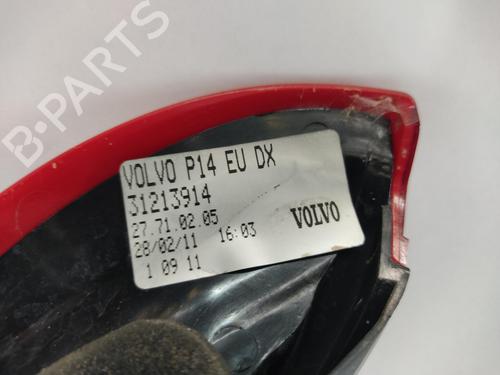 B-PARTS
VOLVO P14 EU DX
31213914
27.71.02.05
28/02/11 16:03 VOLVO
1 09 11